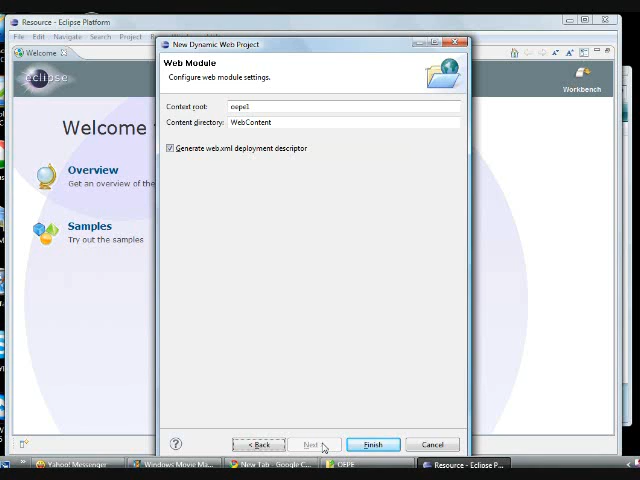 Resource - Eclipse Platform
File Edit Navigate Search Project
Welcome
eclipse
Workbench
Welcome
Overview
Get an overview of the
Samples
Try out the samples
New Dynamic Web Project
Web Module
Configure web module settings.
Context root: oepe1
Content directory: WebContent
Generate web.xml deployment descriptor
< Back Next Finish Cancel
Yahoo! Messenger Windows Movie Ma... New Tab - Google C... OEPE Resource - Eclipse P...